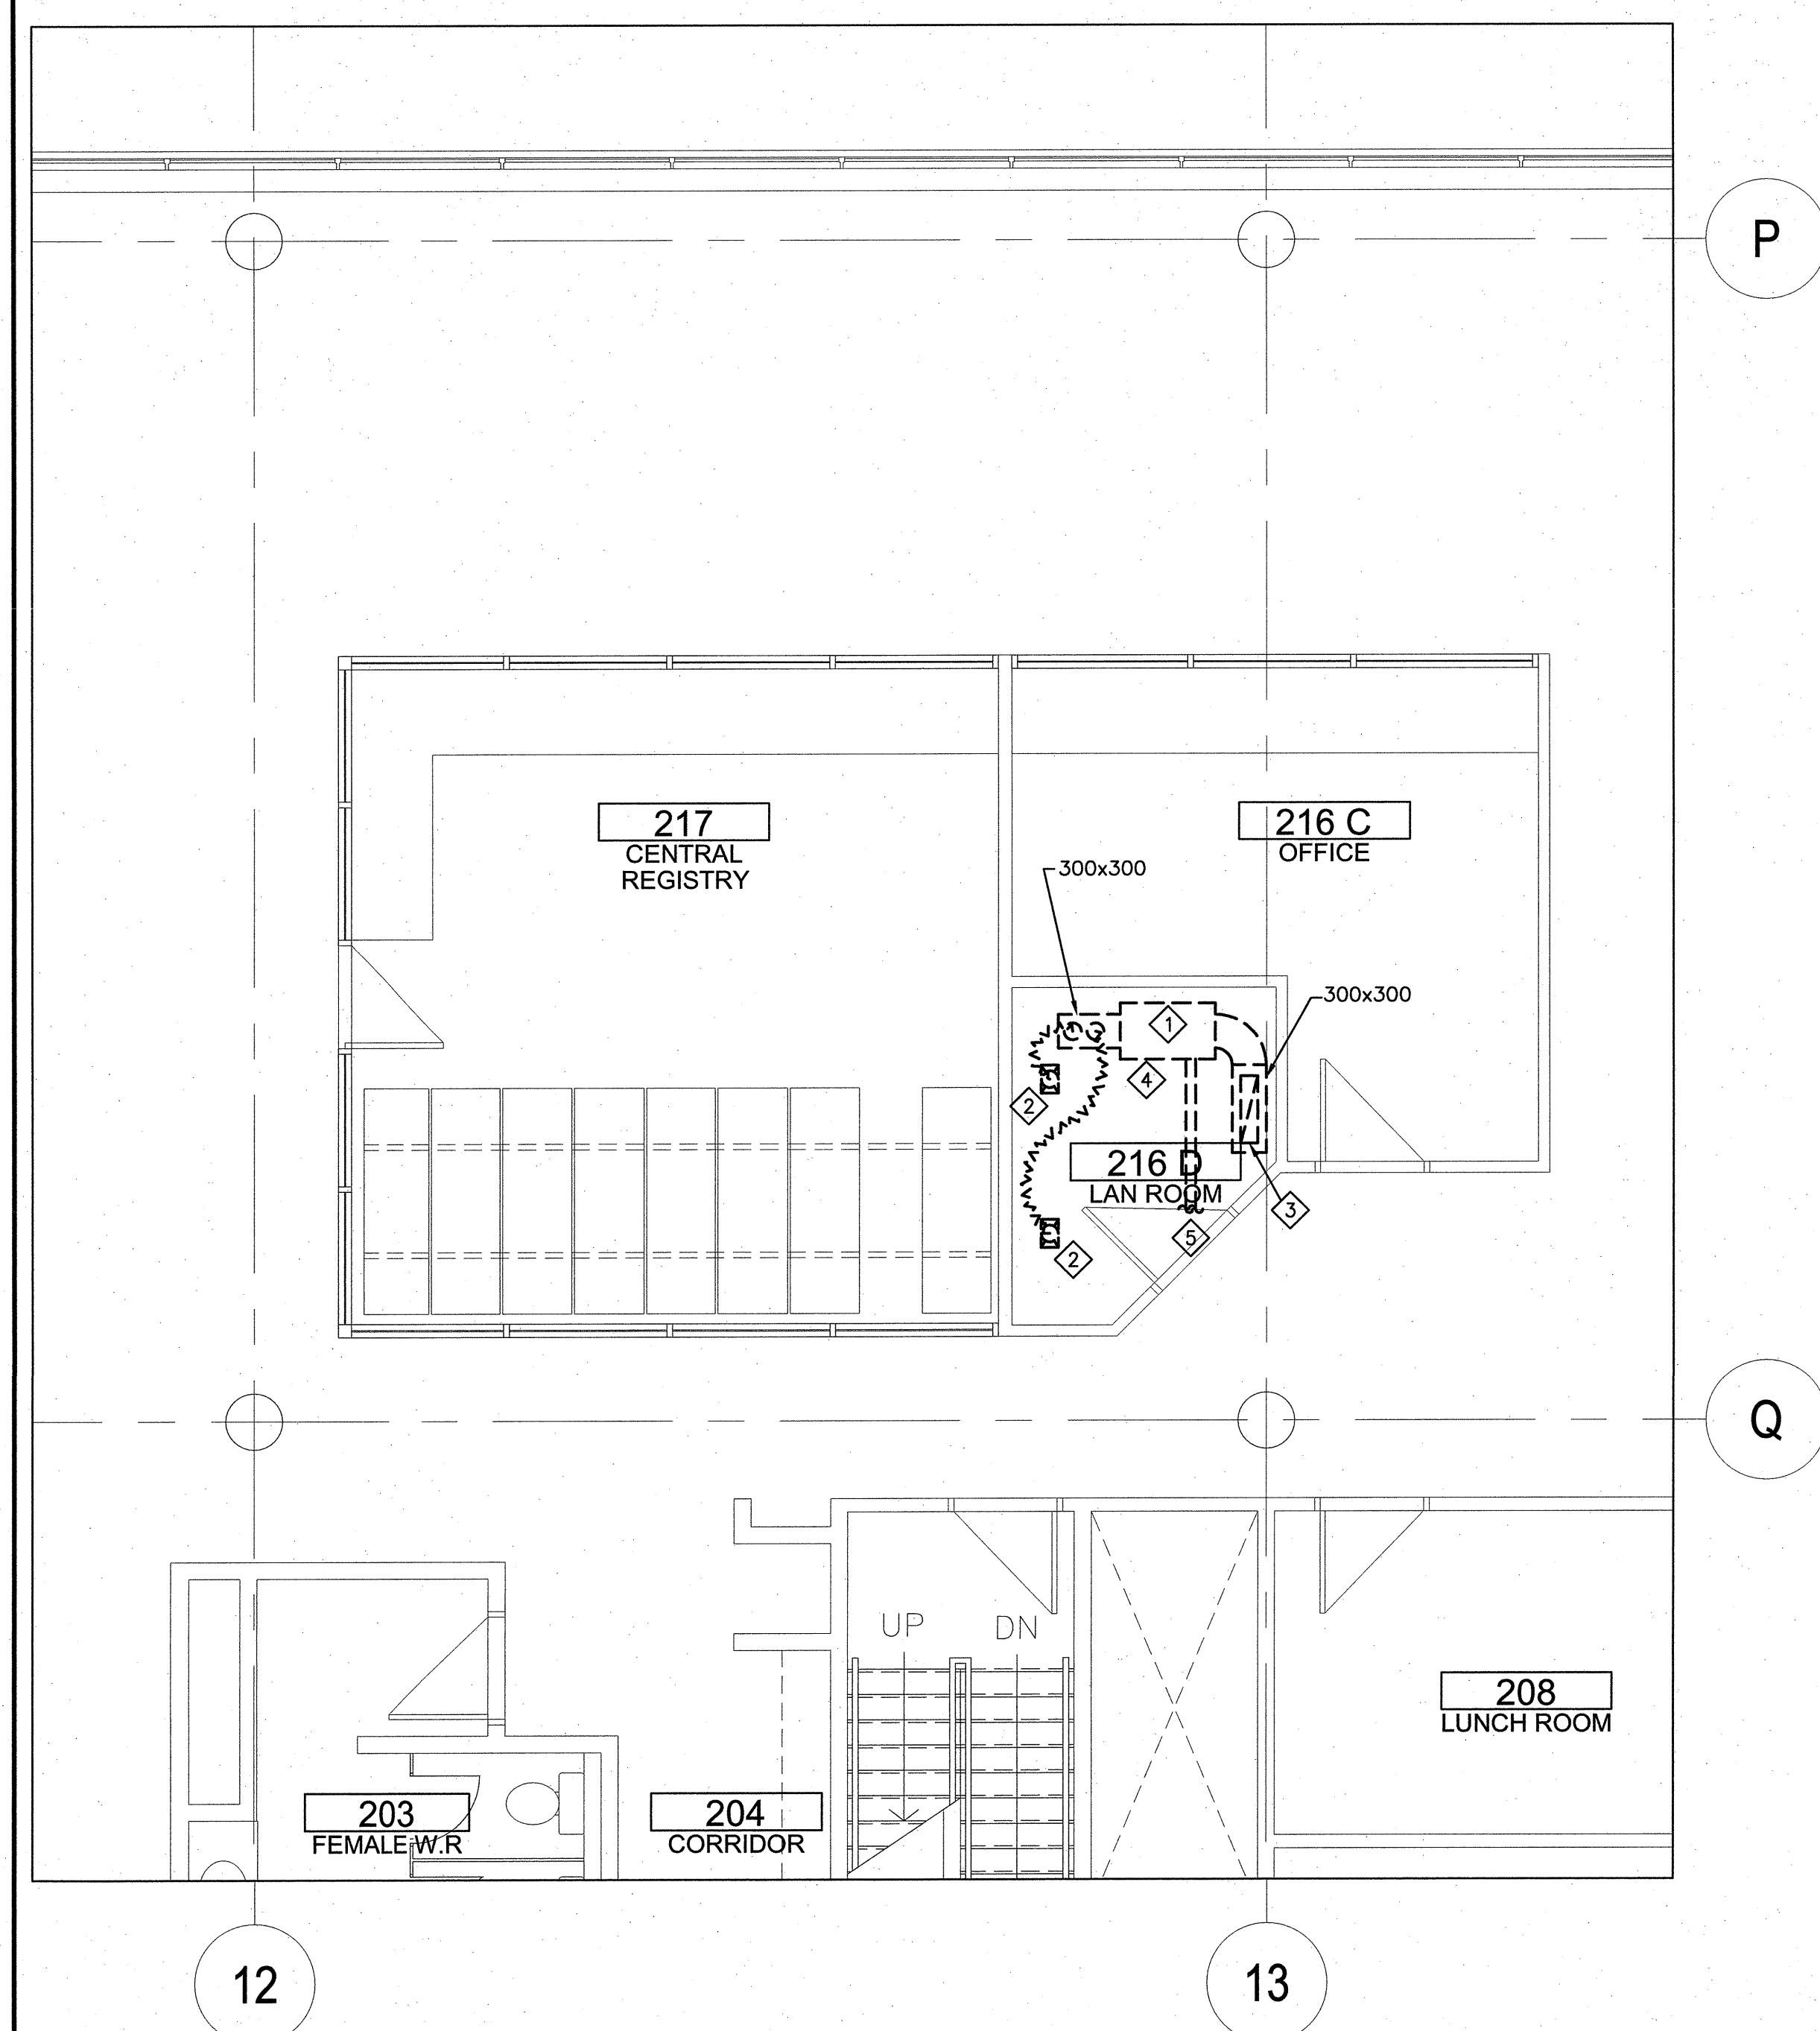 P
217
CENTRAL
REGISTRY
216 C
OFFICE
300x300
300x300
1
4
2
216 D
LAN ROOM
3
5
2
Q
UP
DN
208
LUNCH ROOM
203
FEMALE W.R
204
CORRIDOR
12
13